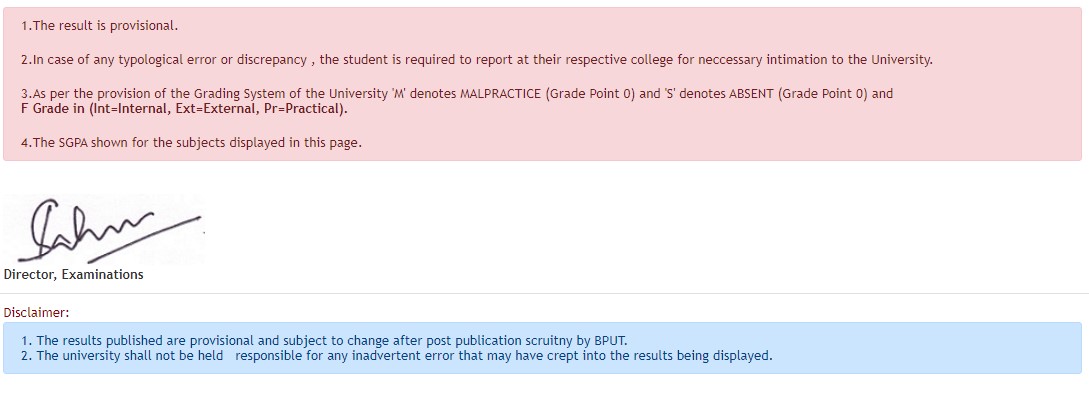 1.The result is provisional.
2.In case of any typological error or discrepancy , the student is required to report at their respective college for neccessary intimation to the University.
3.As per the provision of the Grading System of the University 'M' denotes MALPRACTICE (Grade Point 0) and 'S' denotes ABSENT (Grade Point 0) and
F Grade in (Int=Internal, Ext=External, Pr=Practical).
4.The SGPA shown for the subjects displayed in this page.
Director, Examinations
Disclaimer:
1. The results published are provisional and subject to change after post publication scruitny by BPUT.
2. The university shall not be held responsible for any inadvertent error that may have crept into the results being displayed.